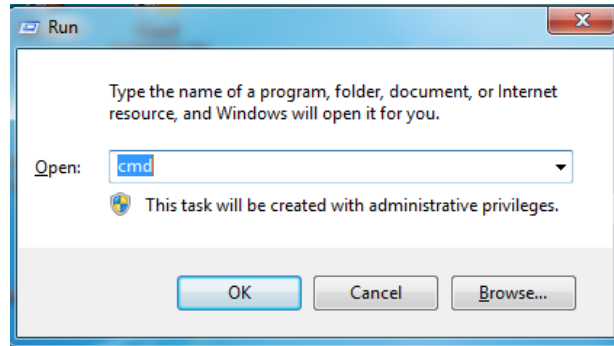 Run
Type the name of a program, folder, document, or Internet
resource, and Windows will open it for you.
Open: cmd
This task will be created with administrative privileges.
OK Cancel Browse...